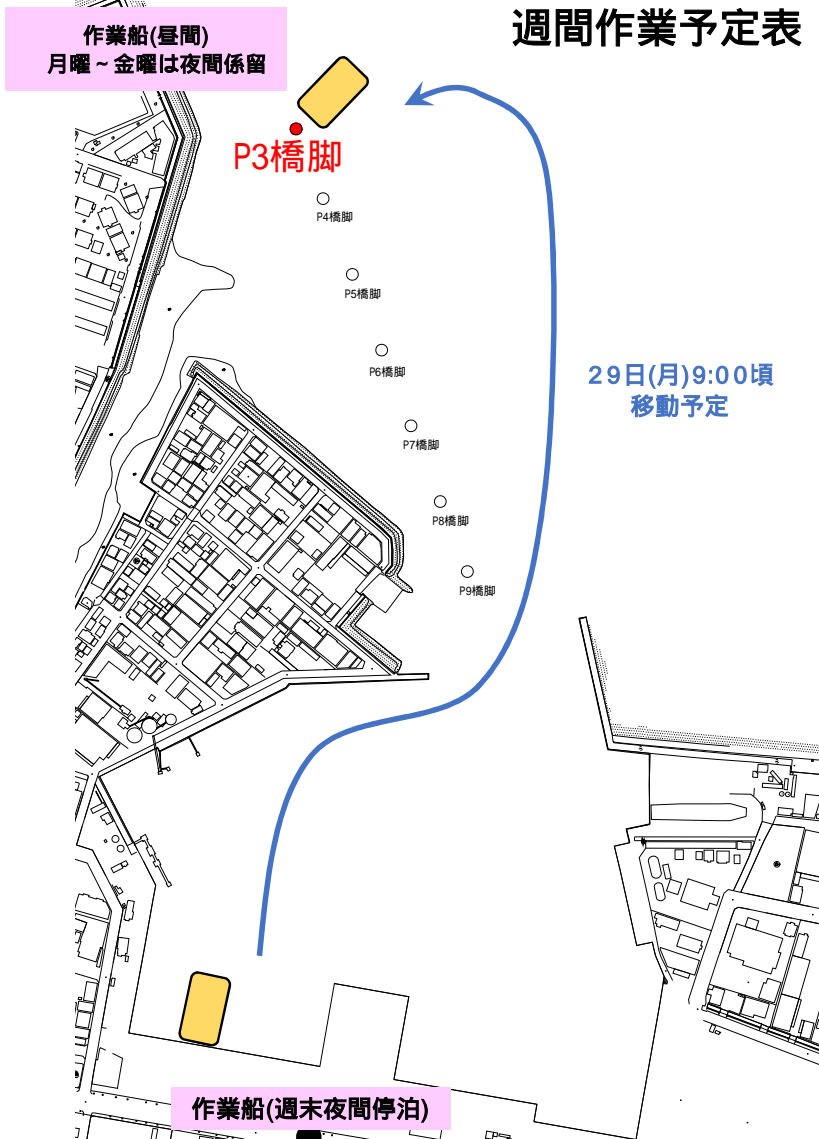 週間作業予定表
作業船(昼間)
月曜～金曜は夜間係留
P3橋脚
P4橋脚
P5橋脚
P6橋脚
29日(月)9:00頃
移動予定
P7橋脚
P8橋脚
P9橋脚
作業船(週末夜間停泊)